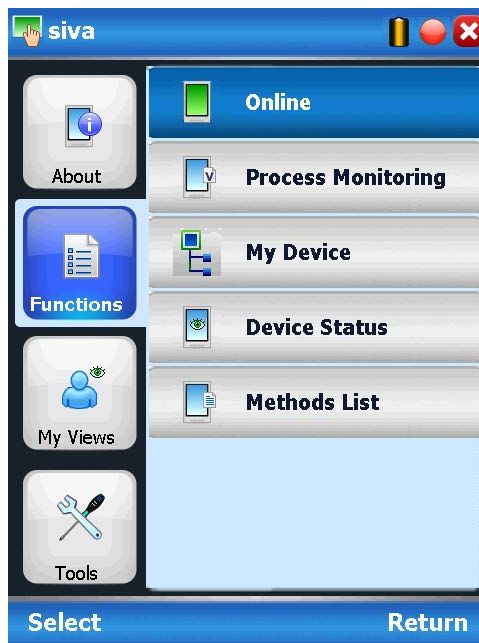 siva
About
Functions
My Views
Tools
Online
Process Monitoring
My Device
Device Status
Methods List
Select
Return